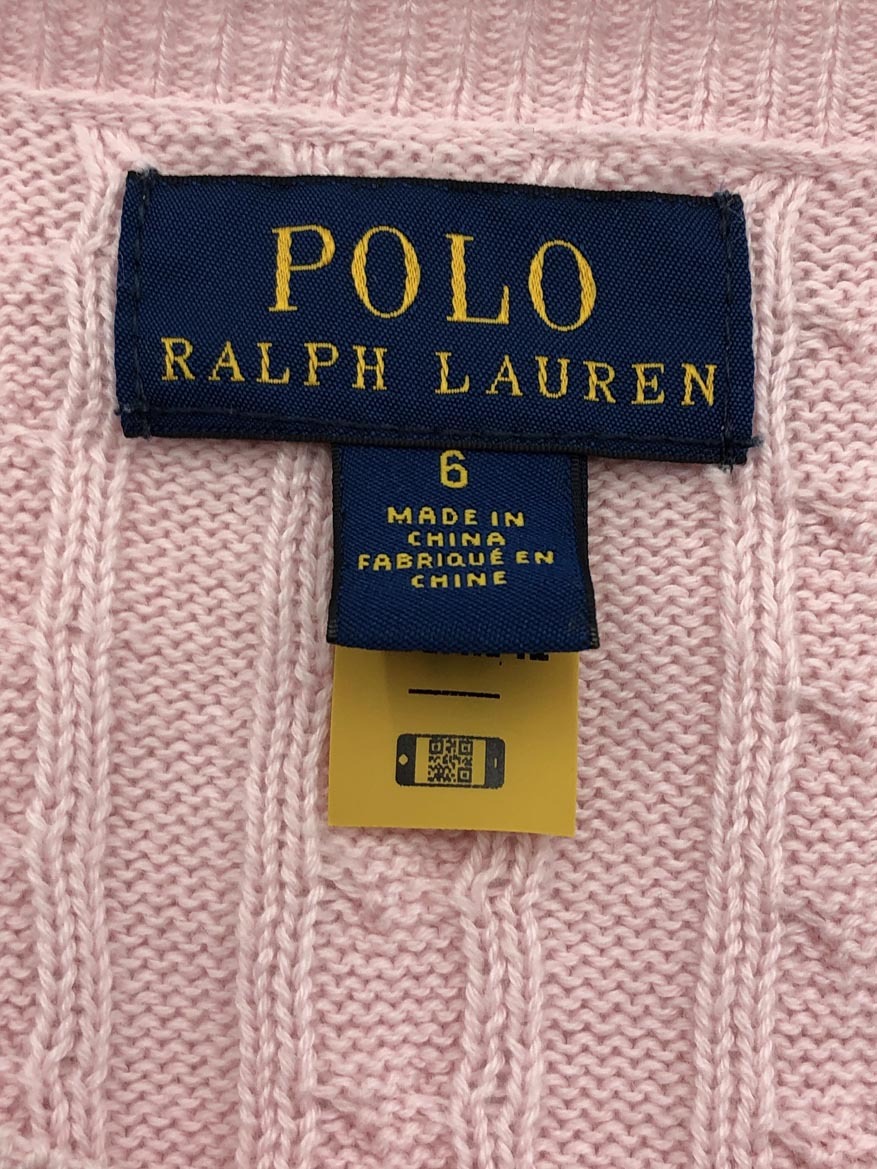 POLO
RALPH LAUREN
6
MADE IN
CHINA
FABRIQUÉ EN
CHINE